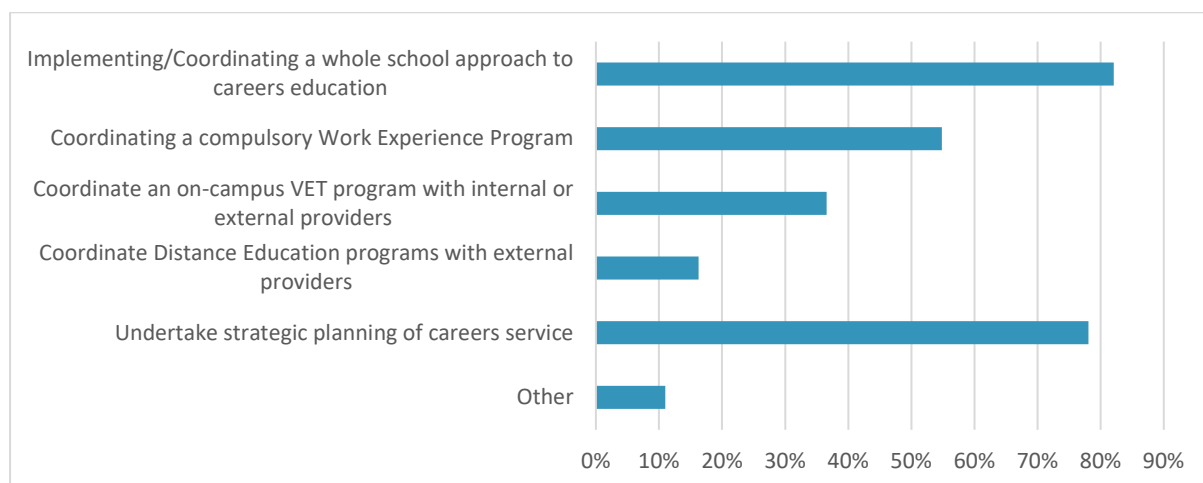 Implementing/Coordinating a whole school approach to
careers education
Coordinating a compulsory Work Experience Program
Coordinate an on-campus VET program with internal or
external providers
Coordinate Distance Education programs with external
providers
Undertake strategic planning of careers service
Other
0% 10% 20% 30% 40% 50% 60% 70% 80% 90%